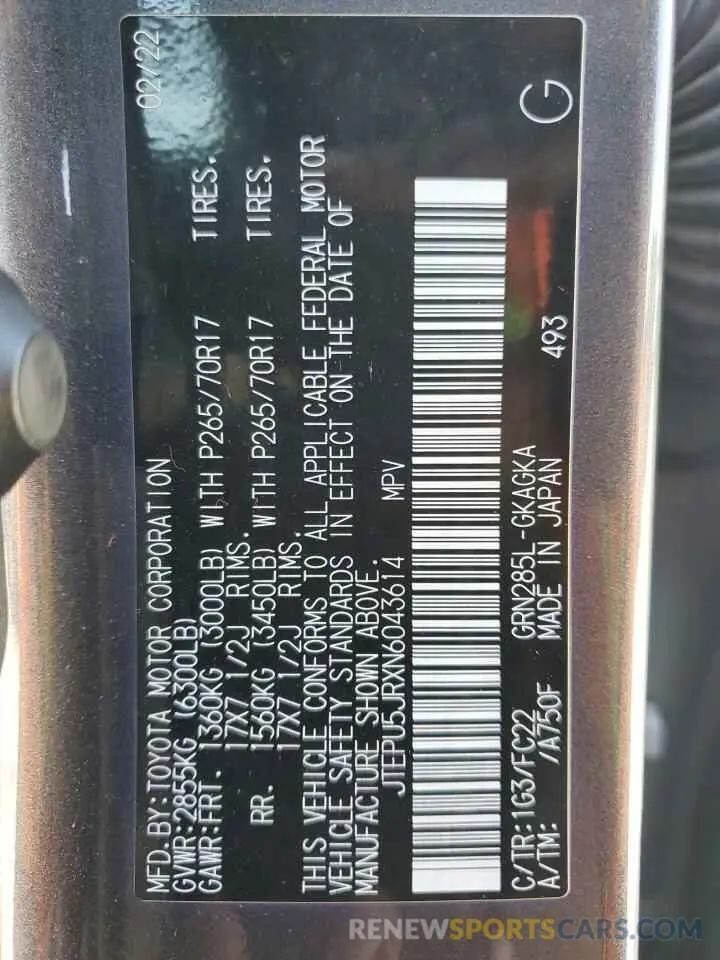 MFD.BY:TOYOTA MOTOR CORPORATION 02/22
GVWR:2855KG (6300LB)
GAWR:FRT. 1360KG (3000LB) WITH P265/70R17 TIRES.
17X7 1/2J RIMS.
RR. 1560KG (3450LB) WITH P265/70R17 TIRES.
17X7 1/2J RIMS.
THIS VEHICLE CONFORMS TO ALL APPLICABLE FEDERAL MOTOR
VEHICLE SAFETY STANDARDS IN EFFECT ON THE DATE OF
MANUFACTURE SHOWN ABOVE.
JTEPU5JRXN6043614 MPV
C/TR:1G3/FC22 GRN285L-GKAGKA G
A/TM: /A750F MADE IN JAPAN 493
RENEWSPORTSCARS.COM